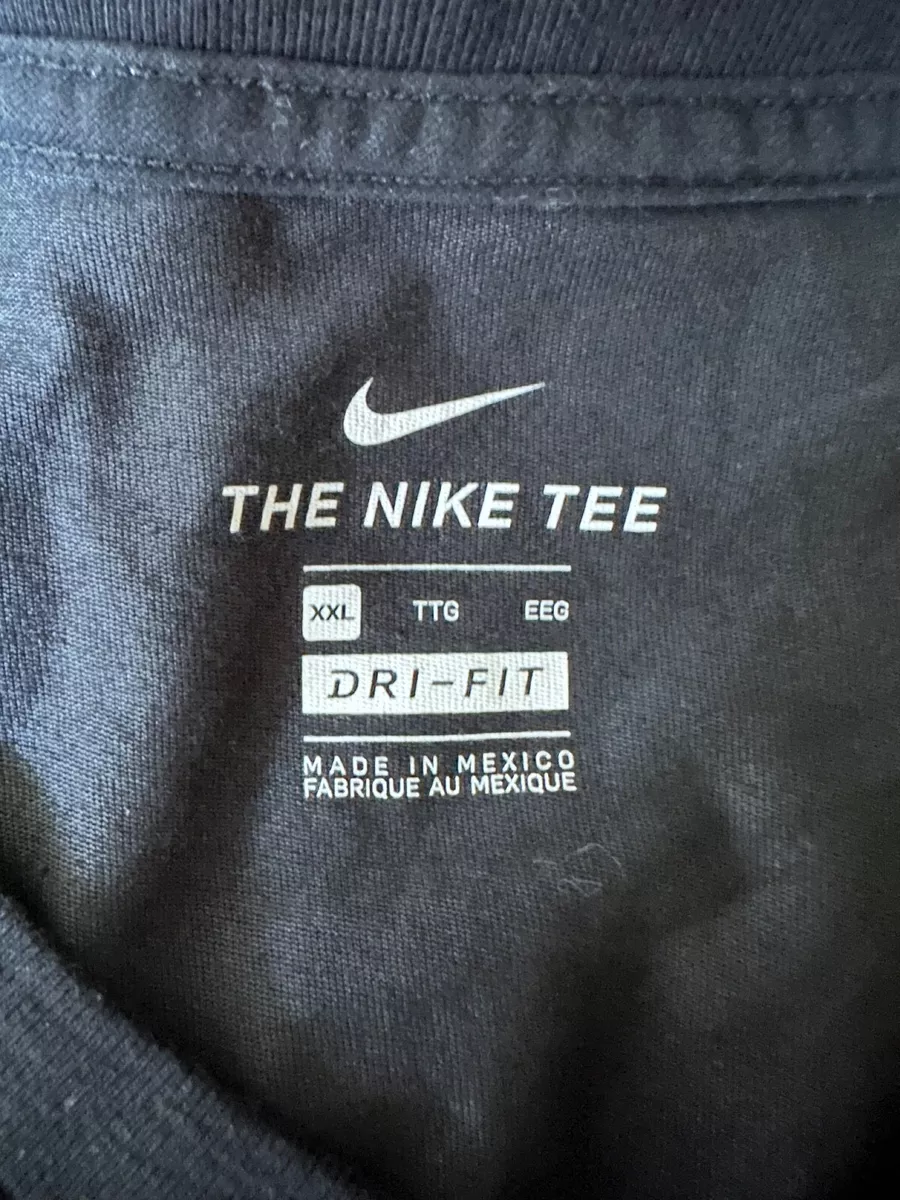 THE NIKE TEE
XXL TTG EEG
DRI-FIT
MADE IN MEXICO
FABRIQUE AU MEXIQUE